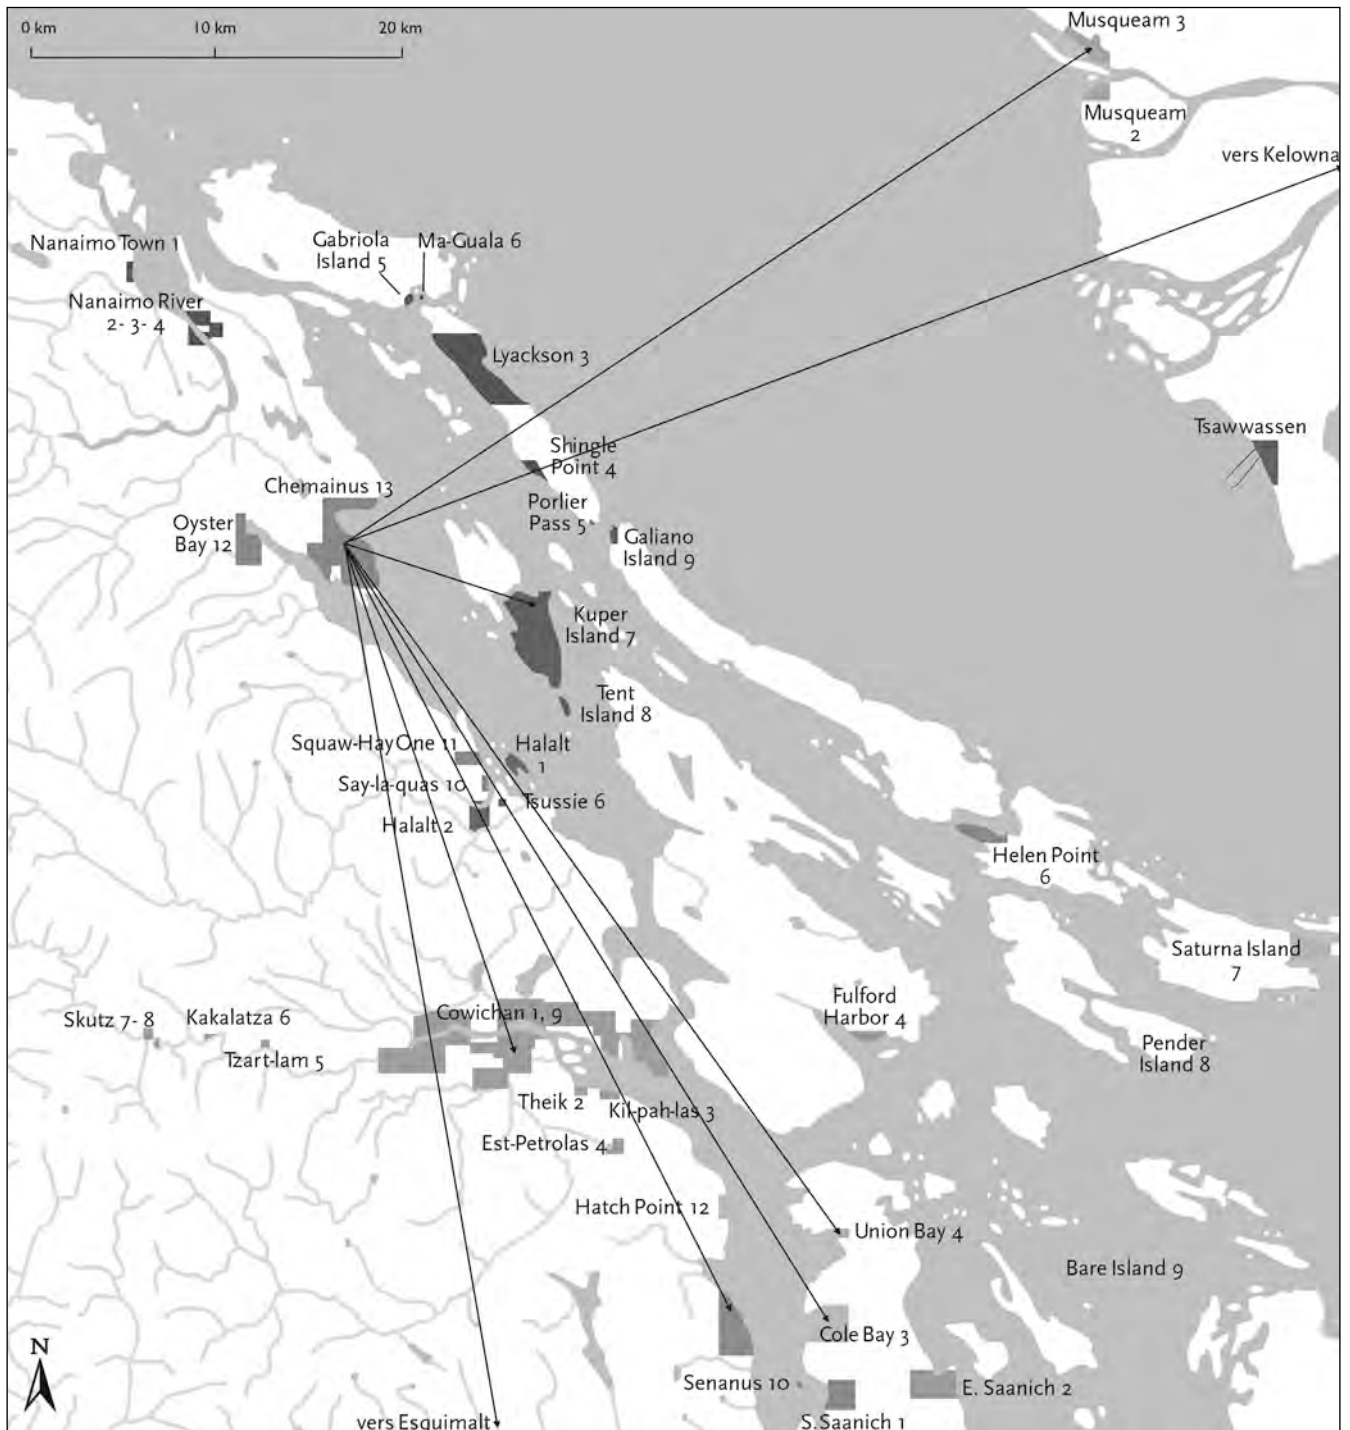 0 km 10 km 20 km
Musqueam 3
Musqueam
2
vers Kelowna
Nanaimo Town 1
Gabriola
Island 5
Ma-Guala 6
Nanaimo River
2- 3- 4
Lyackson 3
Tsawwassen
Shingle
Point 4
Chemainus 13
Porlier
Pass 5
Oyster
Bay 12
Galiano
Island 9
Kuper
Island 7
Tent
Island 8
Squaw-Hay One 11
Halalt
1
Say-la-quas 10
Tsussie 6
Halalt 2
Helen Point
6
Saturna Island
7
Fulford
Harbor 4
Skutz 7- 8
Kakalatza 6
Cowichan 1, 9
Tzart-lam 5
Pender
Island 8
Theik 2
Kil-pah-las 3
Est-Petrolas 4
Hatch Point 12
Union Bay 4
Bare Island 9
Cole Bay 3
N
Senanus 10
E. Saanich 2
vers Esquimalt
S. Saanich 1